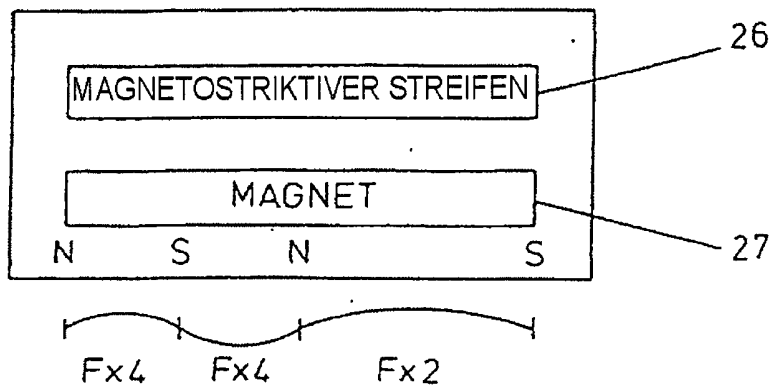 26
MAGNETOSTRIKTIVER STREIFEN
MAGNET
27
N S N S
Fx4 Fx4 Fx2